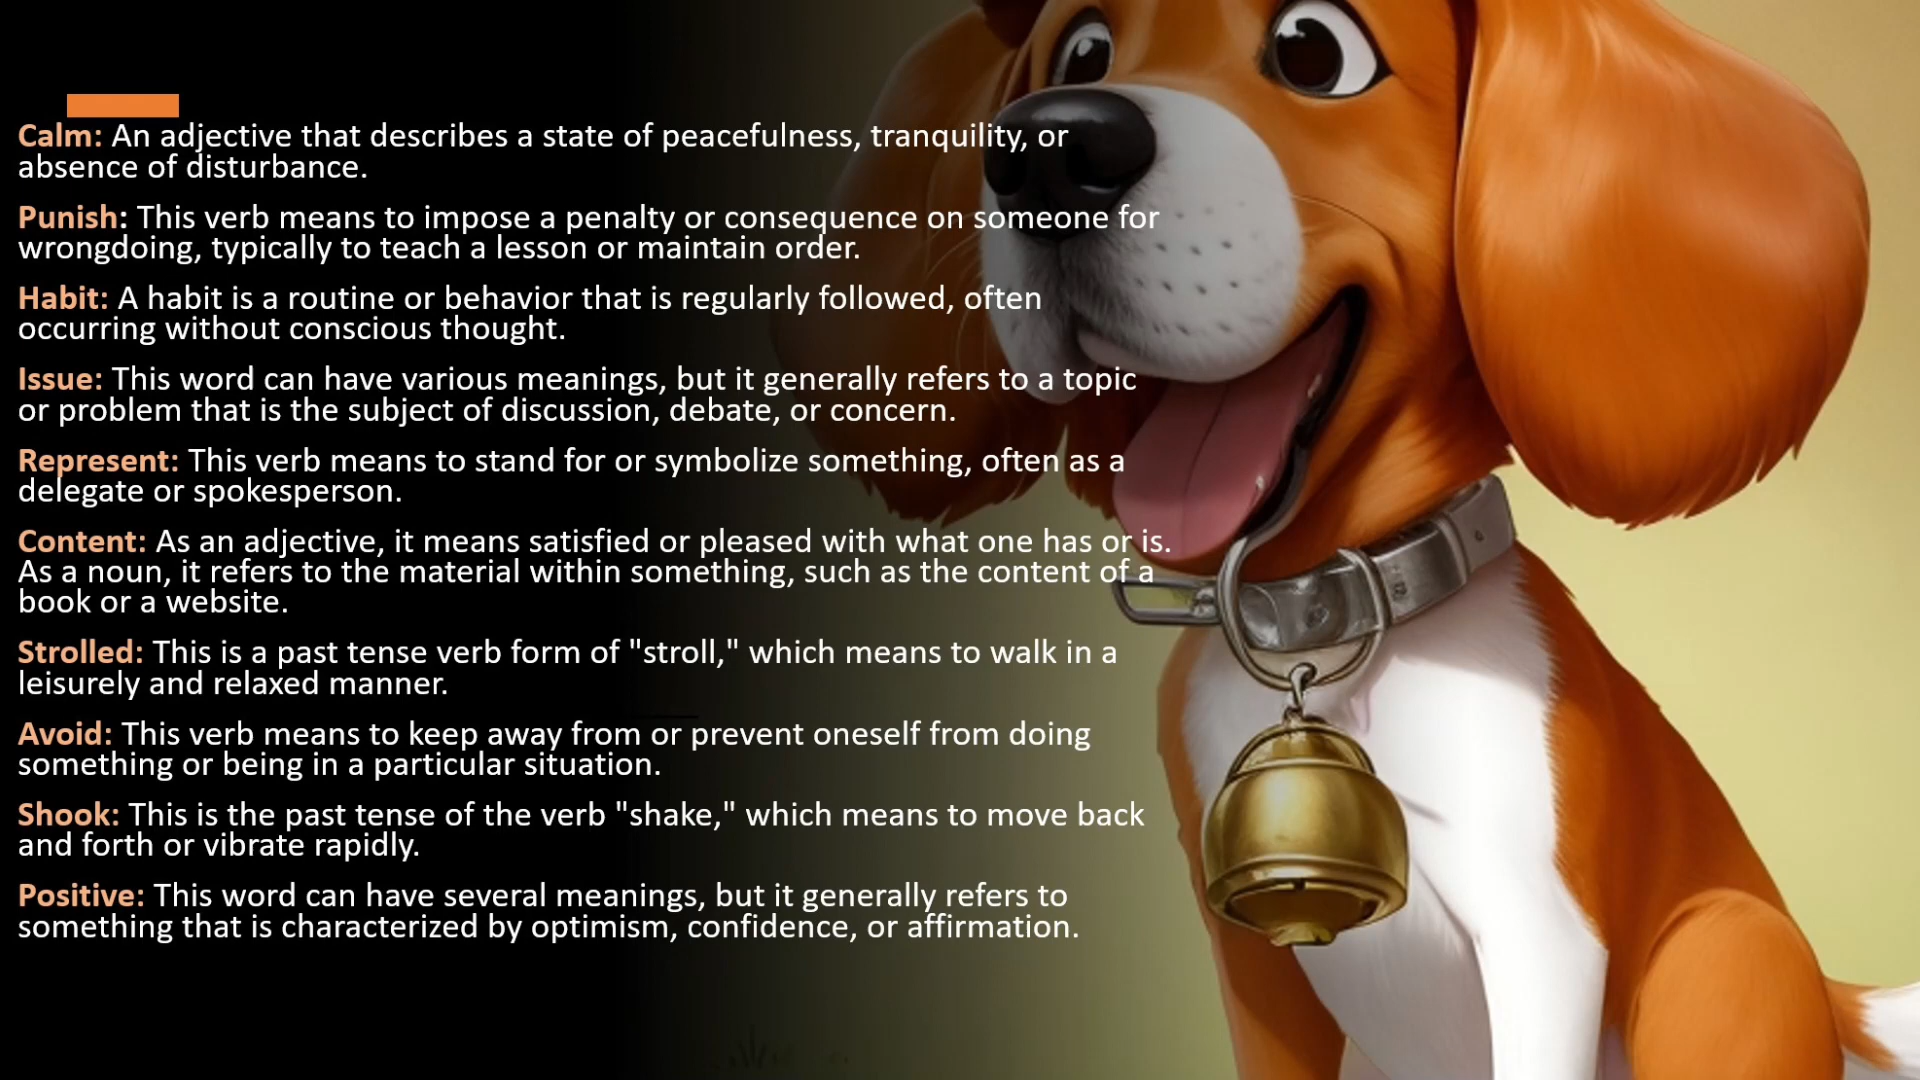 Calm: An adjective that describes a state of peacefulness, tranquility, or
absence of disturbance.
Punish: This verb means to impose a penalty or consequence on someone for
wrongdoing, typically to teach a lesson or maintain order.
Habit: A habit is a routine or behavior that is regularly followed, often
occurring without conscious thought.
Issue: This word can have various meanings, but it generally refers to a topic
or problem that is the subject of discussion, debate, or concern.
Represent: This verb means to stand for or symbolize something, often as a
delegate or spokesperson.
Content: As an adjective, it means satisfied or pleased with what one has or is.
As a noun, it refers to the material within something, such as the content of a
book or a website.
Strolled: This is a past tense verb form of "stroll," which means to walk in a
leisurely and relaxed manner.
Avoid: This verb means to keep away from or prevent oneself from doing
something or being in a particular situation.
Shook: This is the past tense of the verb "shake," which means to move back
and forth or vibrate rapidly.
Positive: This word can have several meanings, but it generally refers to
something that is characterized by optimism, confidence, or affirmation.